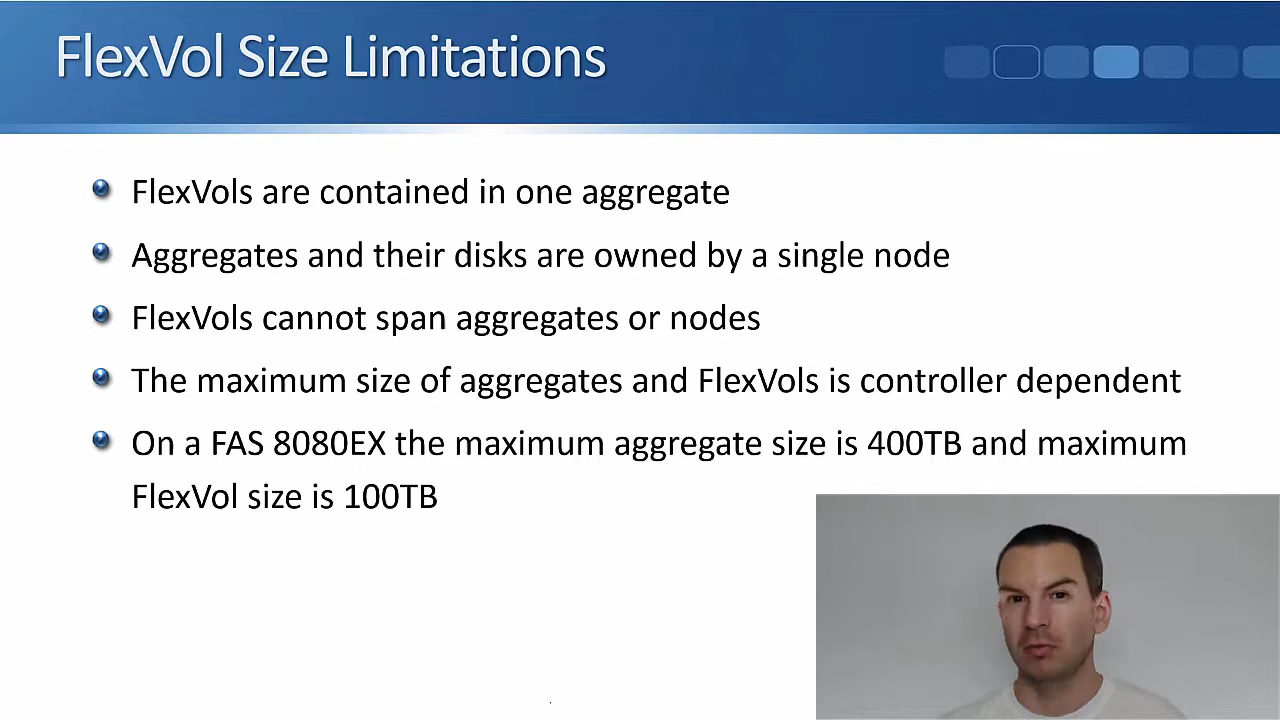 FlexVol Size Limitations
FlexVols are contained in one aggregate
Aggregates and their disks are owned by a single node
FlexVols cannot span aggregates or nodes
The maximum size of aggregates and FlexVols is controller dependent
On a FAS 8080EX the maximum aggregate size is 400TB and maximum
FlexVol size is 100TB